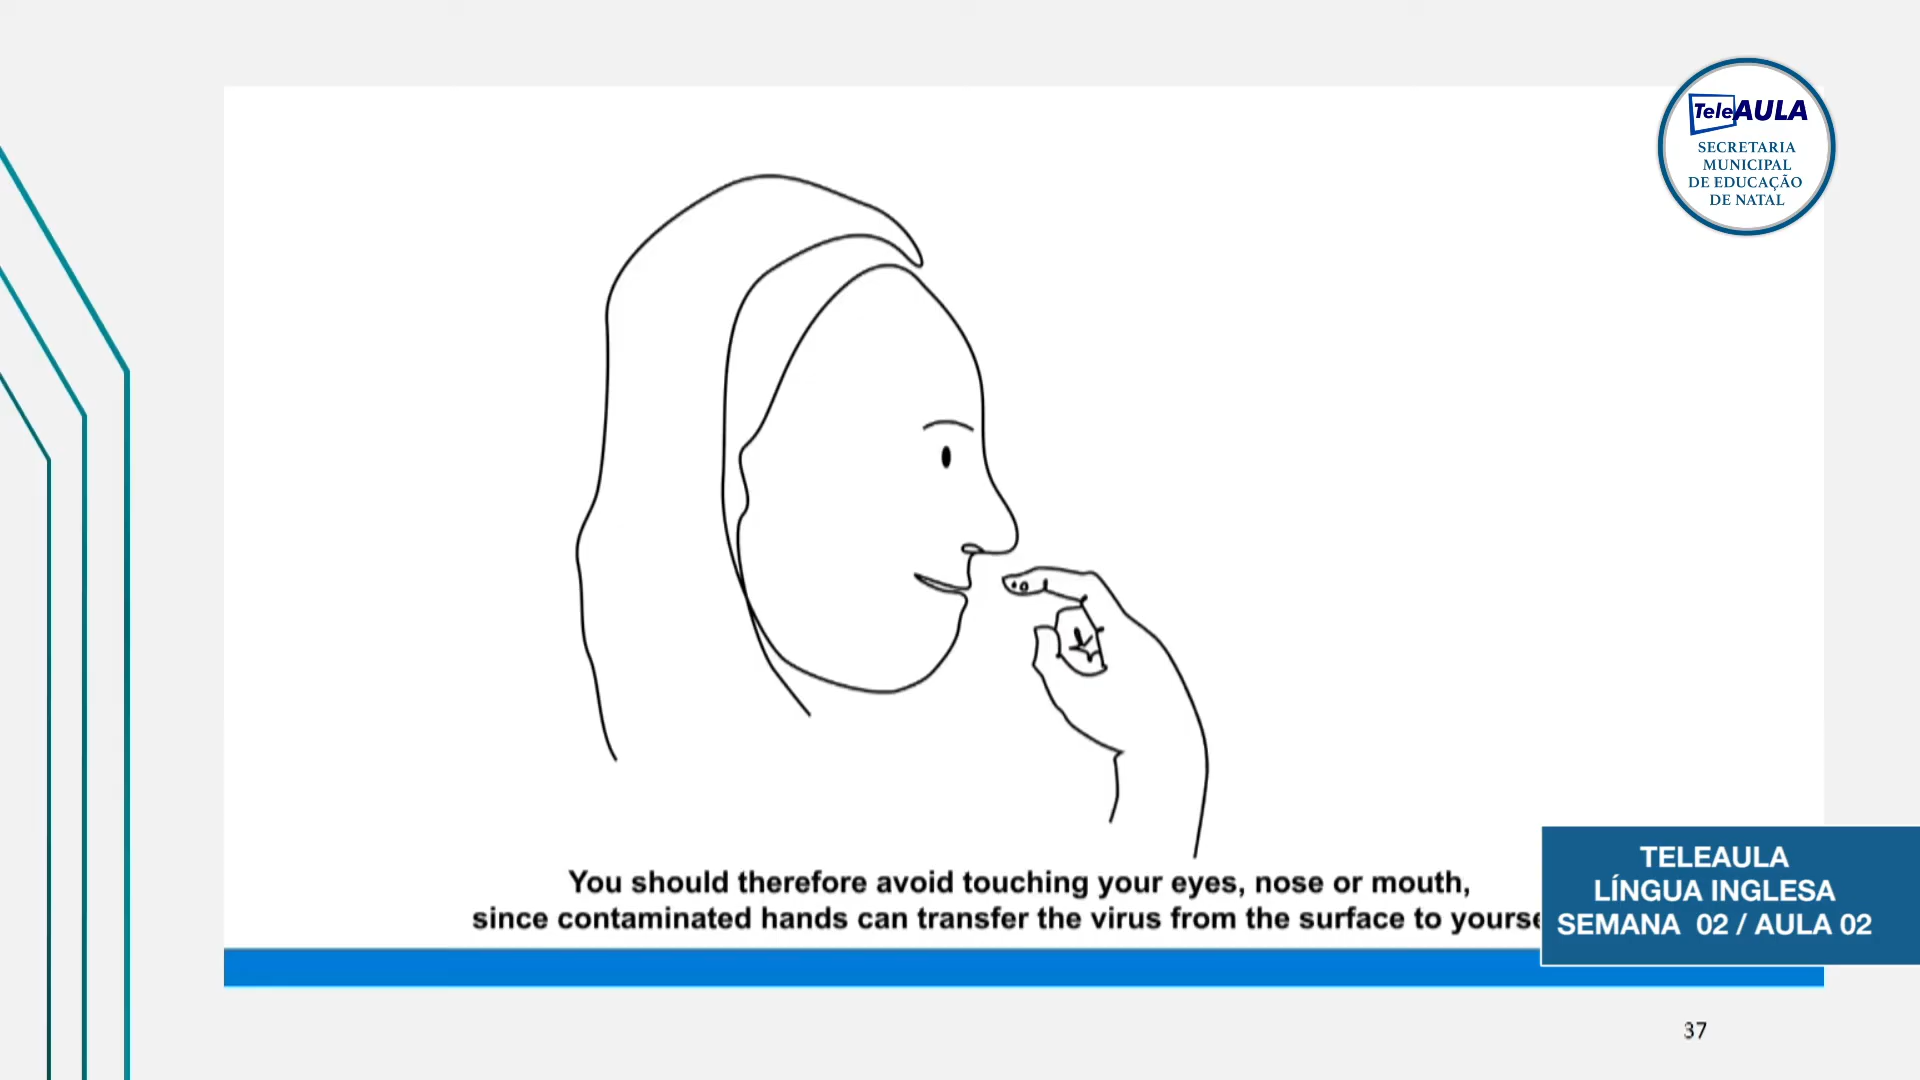 TeleAULA
SECRETARIA
MUNICIPAL
DE EDUCAÇÃO
DE NATAL
You should therefore avoid touching your eyes, nose or mouth,
since contaminated hands can transfer the virus from the surface to yourse
TELEAULA
LÍNGUA INGLESA
SEMANA 02 / AULA 02
37